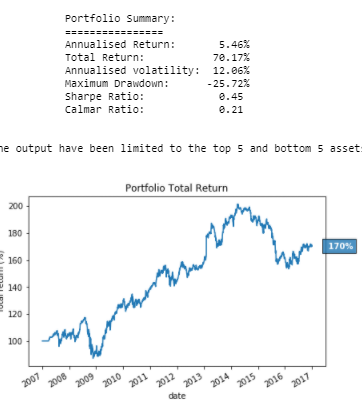 Portfolio Summary:
================
Annualised Return: 5.46%
Total Return: 70.17%
Annualised volatility: 12.06%
Maximum Drawdown: -25.72%
Sharpe Ratio: 0.45
Calmar Ratio: 0.21
output have been limited to the top 5 and bottom 5 assets
Portfolio Total Return
200
180
170%
160
140
120
100
return (%)
2007 2008 2009 2010 2011 2012 2013 2014 2015 2016 2017
date